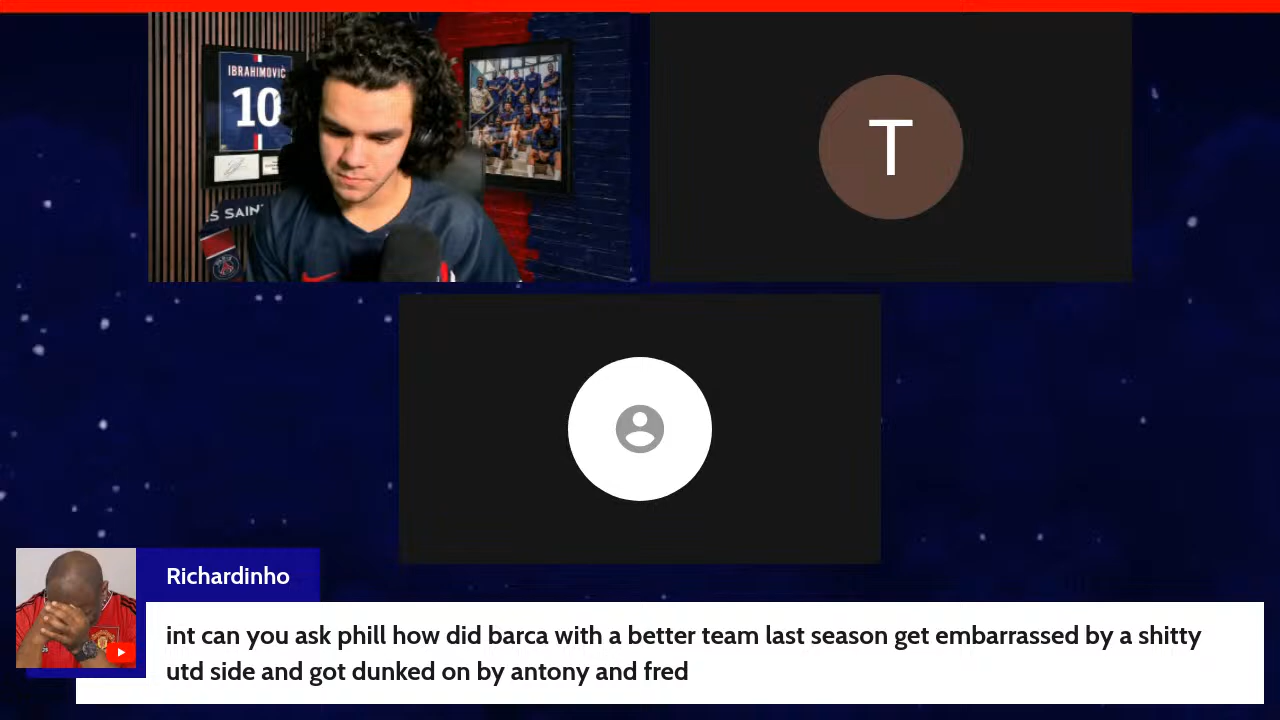 IBRAHIMOVIĆ
10
T
S SAIN
Richardinho
int can you ask phill how did barca with a better team last season get embarrassed by a shitty
utd side and got dunked on by antony and fred